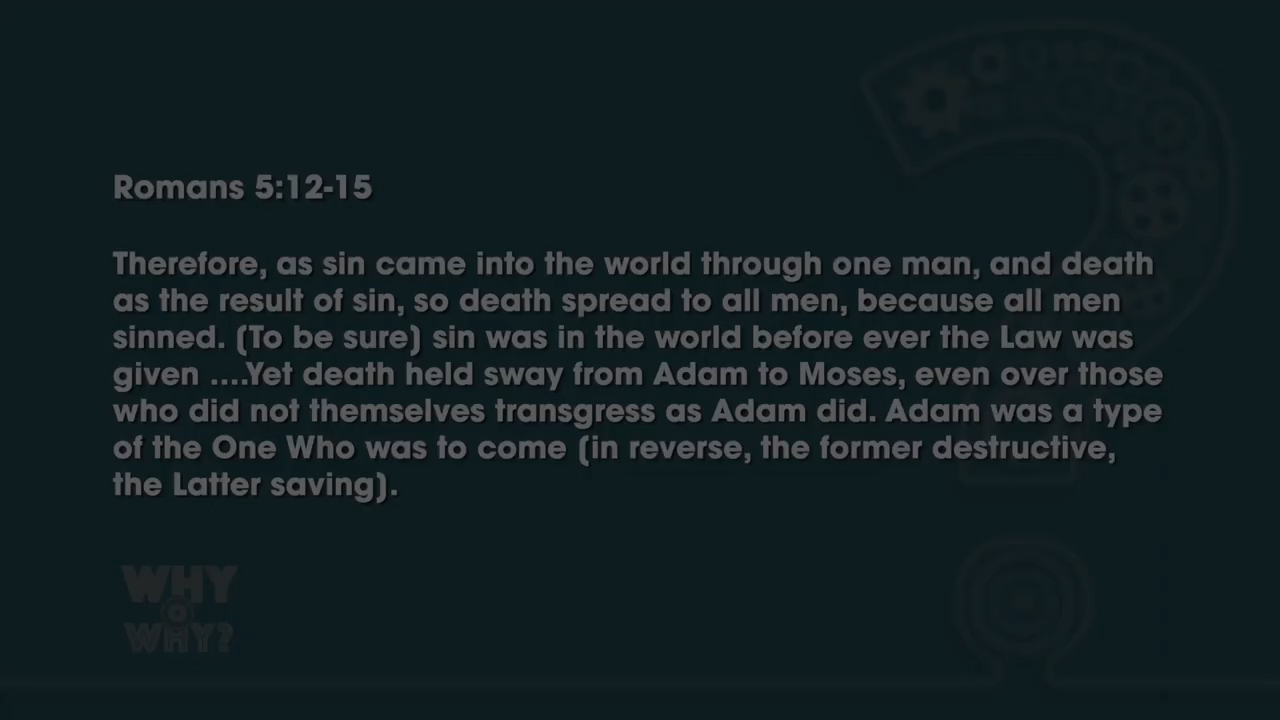 Romans 5:12-15
Therefore, as sin came into the world through one man, and death
as the result of sin, so death spread to all men, because all men
sinned. (To be sure) sin was in the world before ever the Law was
given ....Yet death held sway from Adam to Moses, even over those
who did not themselves transgress as Adam did. Adam was a type
of the One Who was to come (in reverse, the former destructive,
the Latter saving).
WHY
O
WHY?